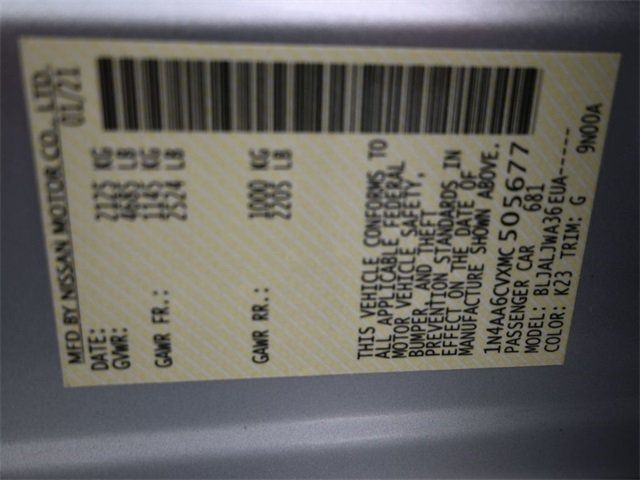 MFD BY NISSAN MOTOR CO., LTD.
DATE: 01/21
GVWR: 2125 KG
4685 LB
GAWR FR.: 1145 KG
2524 LB
GAWR RR.: 1000 KG
2205 LB
THIS VEHICLE CONFORMS TO
ALL APPLICABLE FEDERAL
MOTOR VEHICLE SAFETY,
BUMPER AND THEFT
PREVENTION STANDARDS IN
EFFECT ON THE DATE OF
MANUFACTURE SHOWN ABOVE.
1N4AA6CVXMC505677
PASSENGER CAR 681
MODEL: BLJALJWA36EUA-----
COLOR: K23 TRIM: G 9N00A